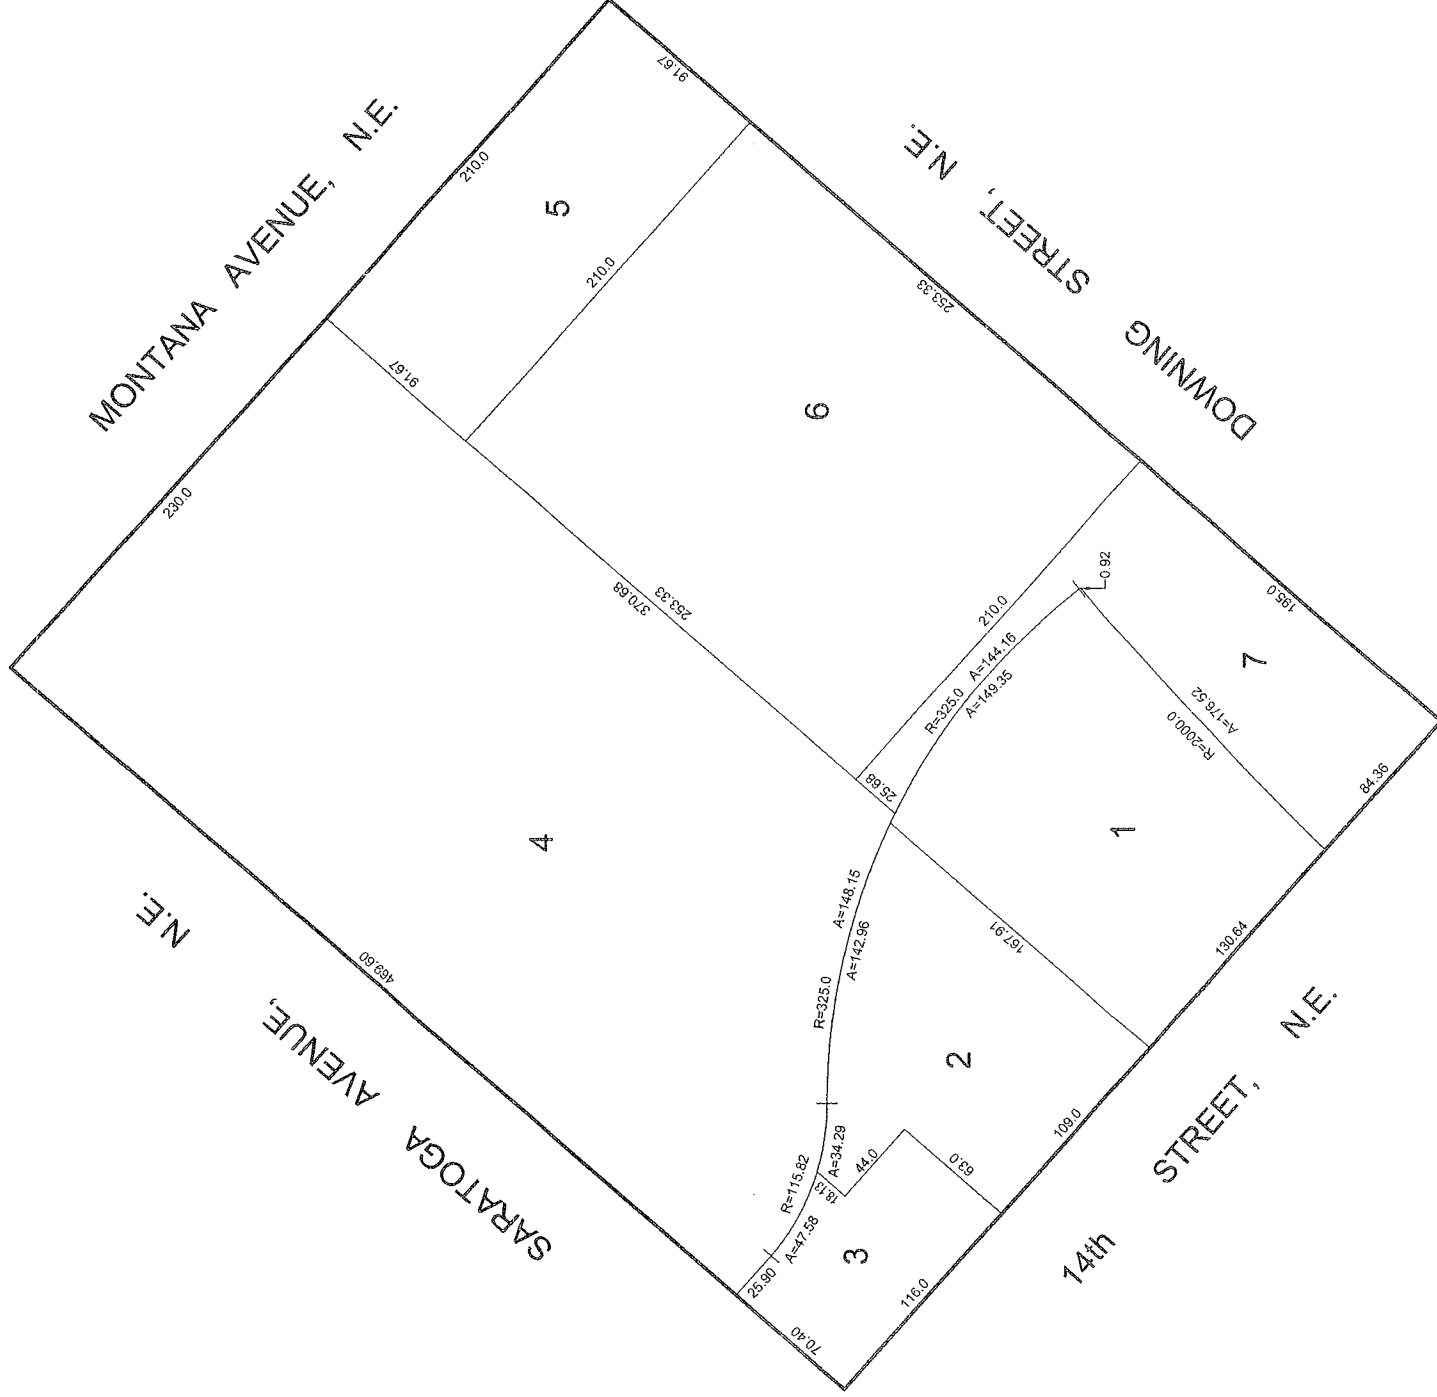 MONTANA AVENUE, N.E.
91.67
210.0
5
DOWNING STREET, N.E.
210.0
91.67
253.33
230.0
6
370.68
253.33
0.92
210.0
195.0
R=325.0 A=144.16
A=149.35
7
A=176.52
R=2000.0
25.68
84.36
4
1
A=148.15
R=325.0
A=142.96
167.91
130.64
SARATOGA AVENUE, N.E.
469.60
2
109.0
14th STREET, N.E.
A=34.29
R=115.82
18.13
44.0
63.0
A=47.58
3
25.90
116.0
70.40